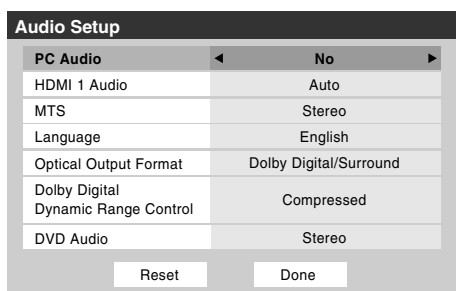 Audio Setup
PC Audio ◀ No ▶
HDMI 1 Audio Auto
MTS Stereo
Language English
Optical Output Format Dolby Digital/Surround
Dolby Digital
Dynamic Range Control Compressed
DVD Audio Stereo
Reset Done